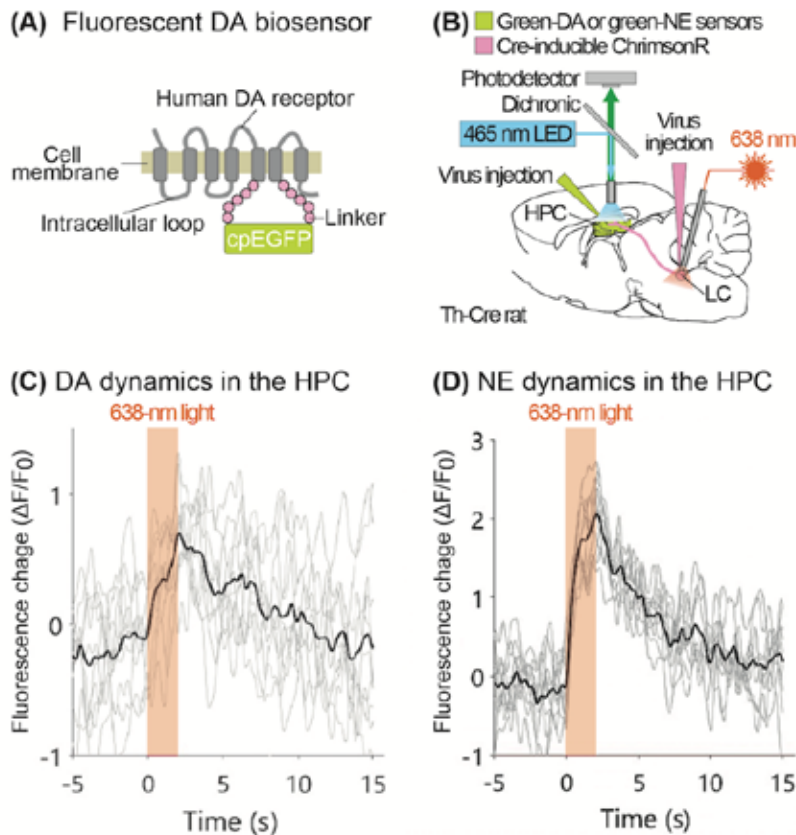 (A) Fluorescent DA biosensor
Human DA receptor
Cell
membrane
Intracellular loop
Linker
cpEGFP
(B)
Green-DA or green-NE sensors
Cre-inducible ChrimsonR
Photodetector
Dichronic
465 nm LED
Virus
injection
638 nm
Virus injection
HPC
LC
Th-Cre rat
(C) DA dynamics in the HPC
638-nm light
Fluorescence chage (ΔF/F0)
1
0
-1
-5
0
5
10
15
Time (s)
(D) NE dynamics in the HPC
638-nm light
Fluorescence chage (ΔF/F0)
3
2
1
0
-1
-5
0
5
10
15
Time (s)